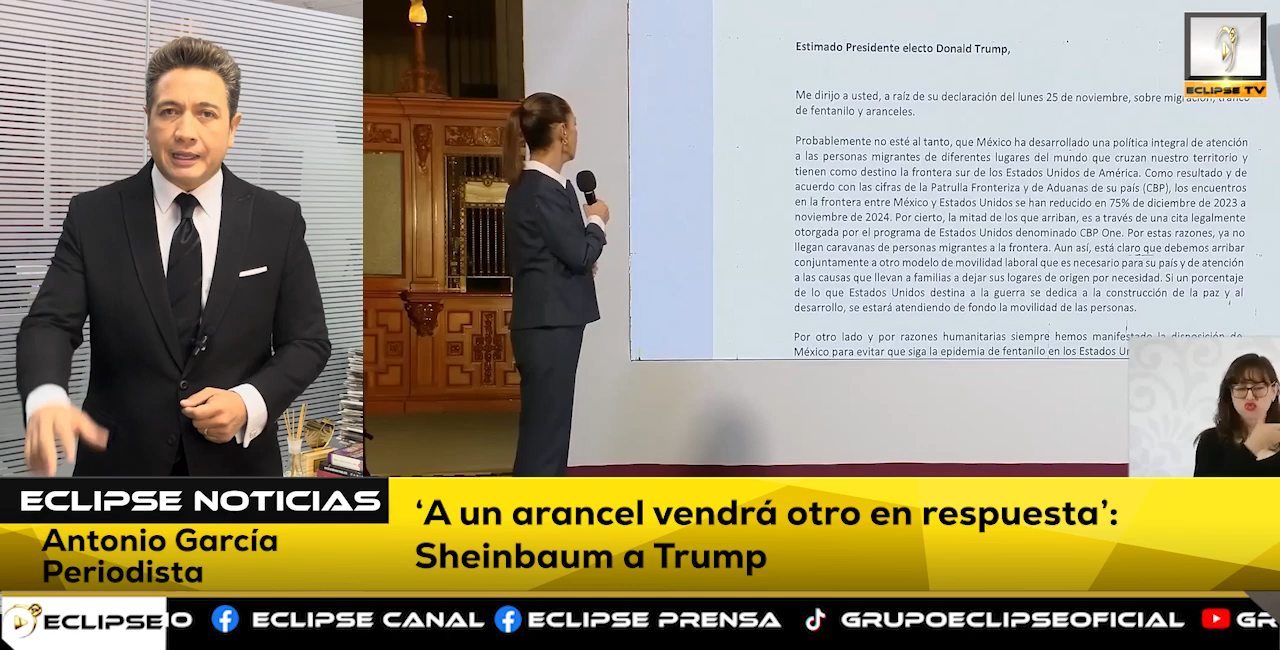 Estimado Presidente electo Donald Trump,
Me dirijo a usted, a raíz de su declaración del lunes 25 de noviembre, sobre migración, tráfico
de fentanilo y aranceles.
Probablemente no esté al tanto, que México ha desarrollado una política integral de atención
a las personas migrantes de diferentes lugares del mundo que cruzan nuestro territorio y
tienen como destino la frontera sur de los Estados Unidos de América. Como resultado y de
acuerdo con las cifras de la Patrulla Fronteriza y de Aduanas de su país (CBP), los encuentros
en la frontera entre México y Estados Unidos se han reducido en 75% de diciembre de 2023 a
noviembre de 2024. Por cierto, la mitad de los que arriban, es a través de una cita legalmente
otorgada por el programa de Estados Unidos denominado CBP One. Por estas razones, ya no
llegan caravanas de personas migrantes a la frontera. Aun así, está claro que debemos arribar
conjuntamente a otro modelo de movilidad laboral que es necesario para su país y de atención
a las causas que llevan a familias a dejar sus logares de origen por necesidad. Si un porcentaje
de lo que Estados Unidos destina a la guerra se dedica a la construcción de la paz y al
desarrollo, se estará atendiendo de fondo la movilidad de las personas.
Por otro lado y por razones humanitarias siempre hemos manifestado la disposición de
México para evitar que siga la epidemia de fentanilo en los Estados Un
ECLIPSE TV
ECLIPSE NOTICIAS
Antonio García
Periodista
‘A un arancel vendrá otro en respuesta’:
Sheinbaum a Trump
ECLIPSE IO ECLIPSE CANAL ECLIPSE PRENSA GRUPOECLIPSEOFICIAL GR